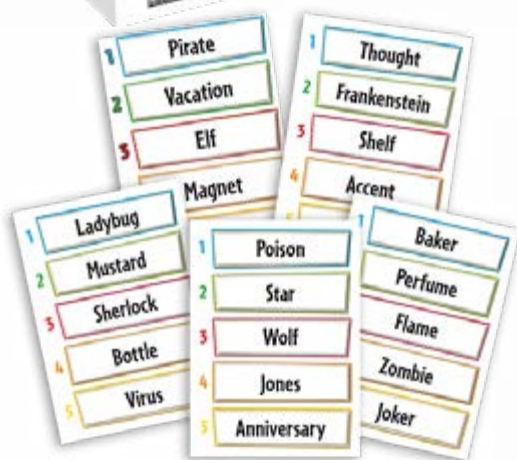 1 Pirate
2 Vacation
3 Elf
Magnet
1 Thought
2 Frankenstein
3 Shelf
4 Accent
5
1 Ladybug
2 Mustard
3 Sherlock
4 Bottle
5 Virus
1 Poison
2 Star
3 Wolf
4 Jones
5 Anniversary
1 Baker
Perfume
Flame
Zombie
Joker